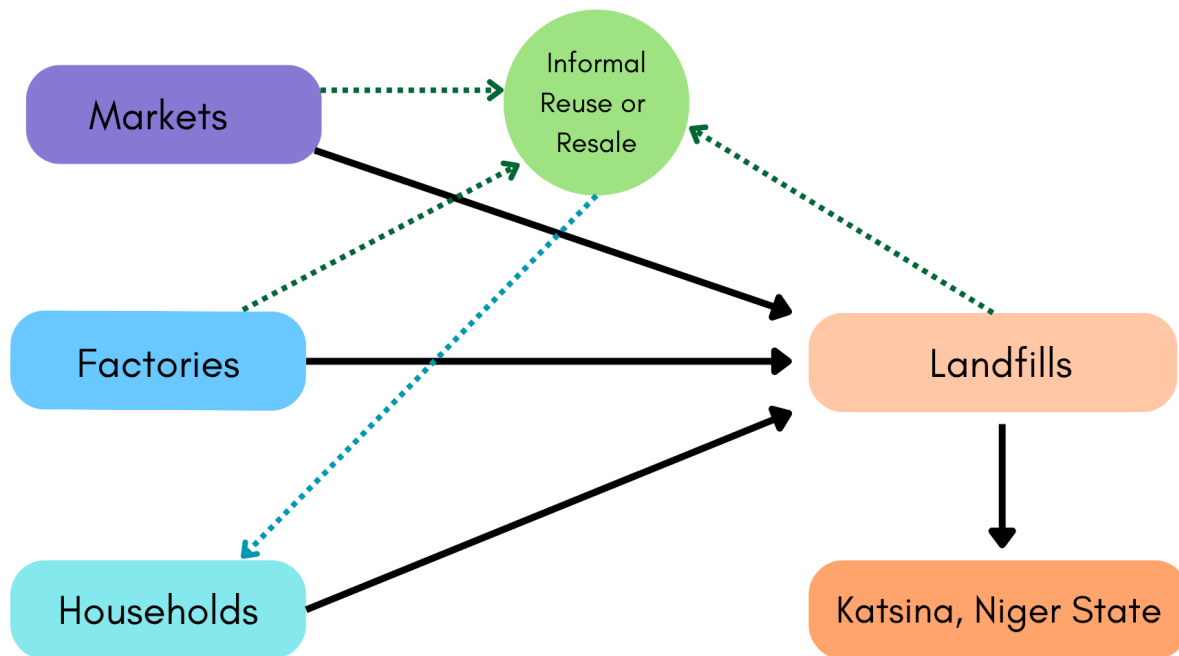 Informal
Reuse or
Resale
Markets
Factories
Landfills
Households
Katsina, Niger State